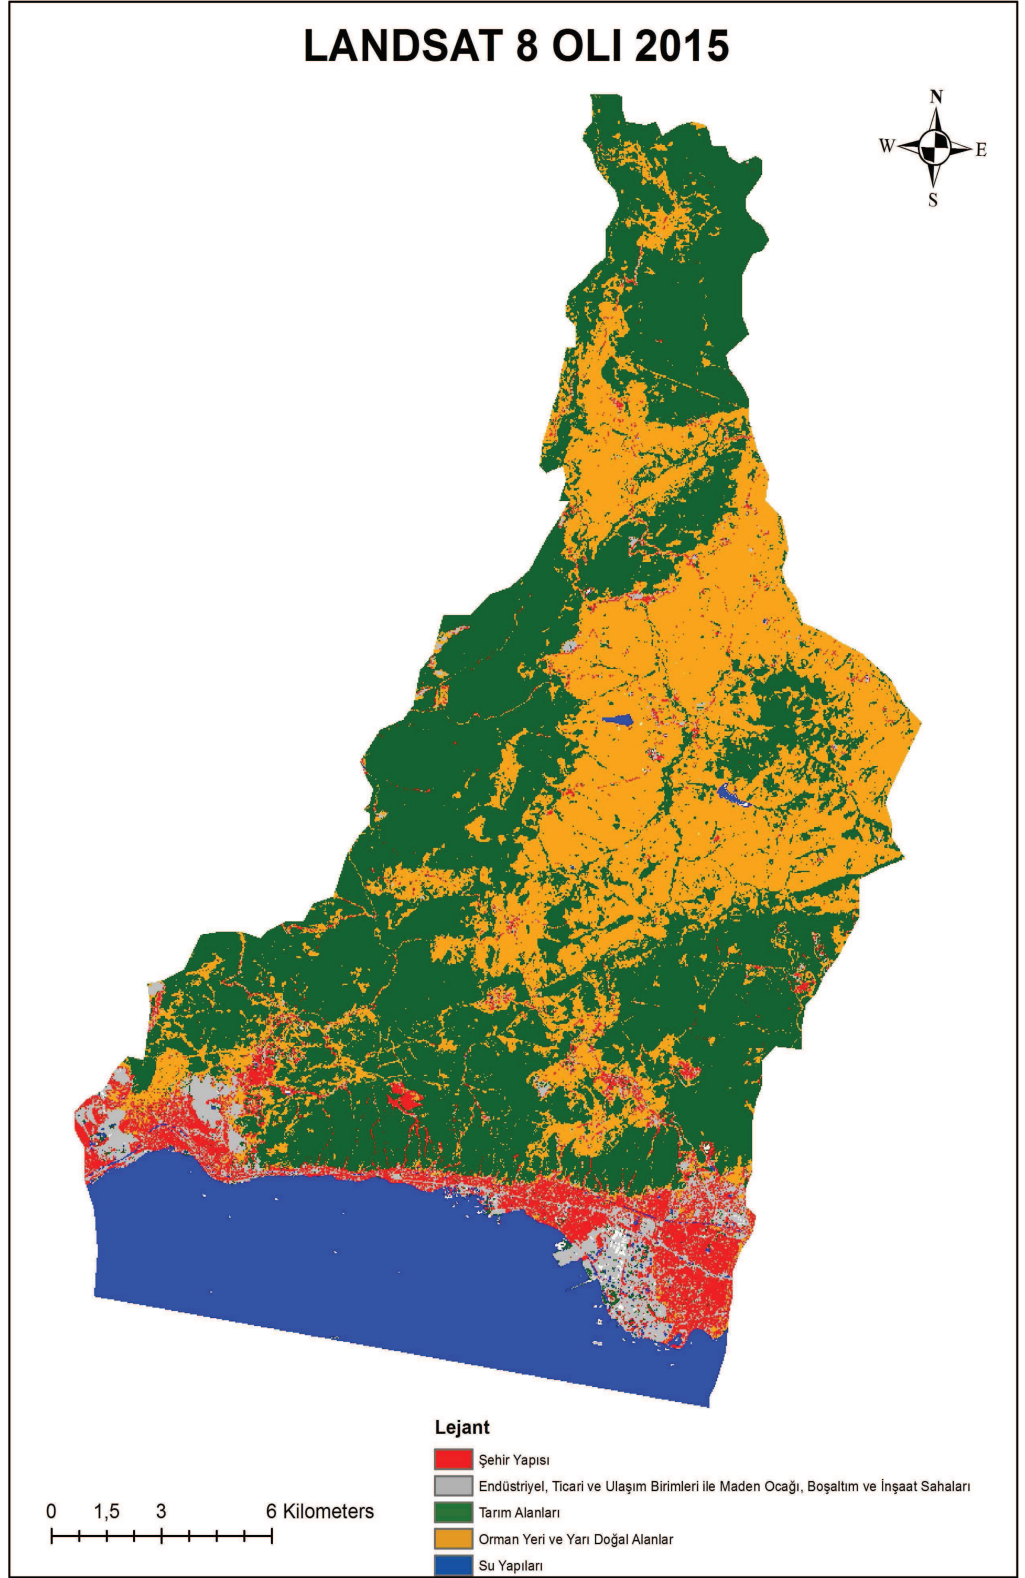 LANDSAT 8 OLI 2015
N
W E
S
Lejant
Şehir Yapısı
Endüstriyel, Ticari ve Ulaşım Birimleri ile Maden Ocağı, Boşaltım ve İnşaat Sahaları
Tarım Alanları
Orman Yeri ve Yarı Doğal Alanlar
Su Yapıları
0 1,5 3 6 Kilometers